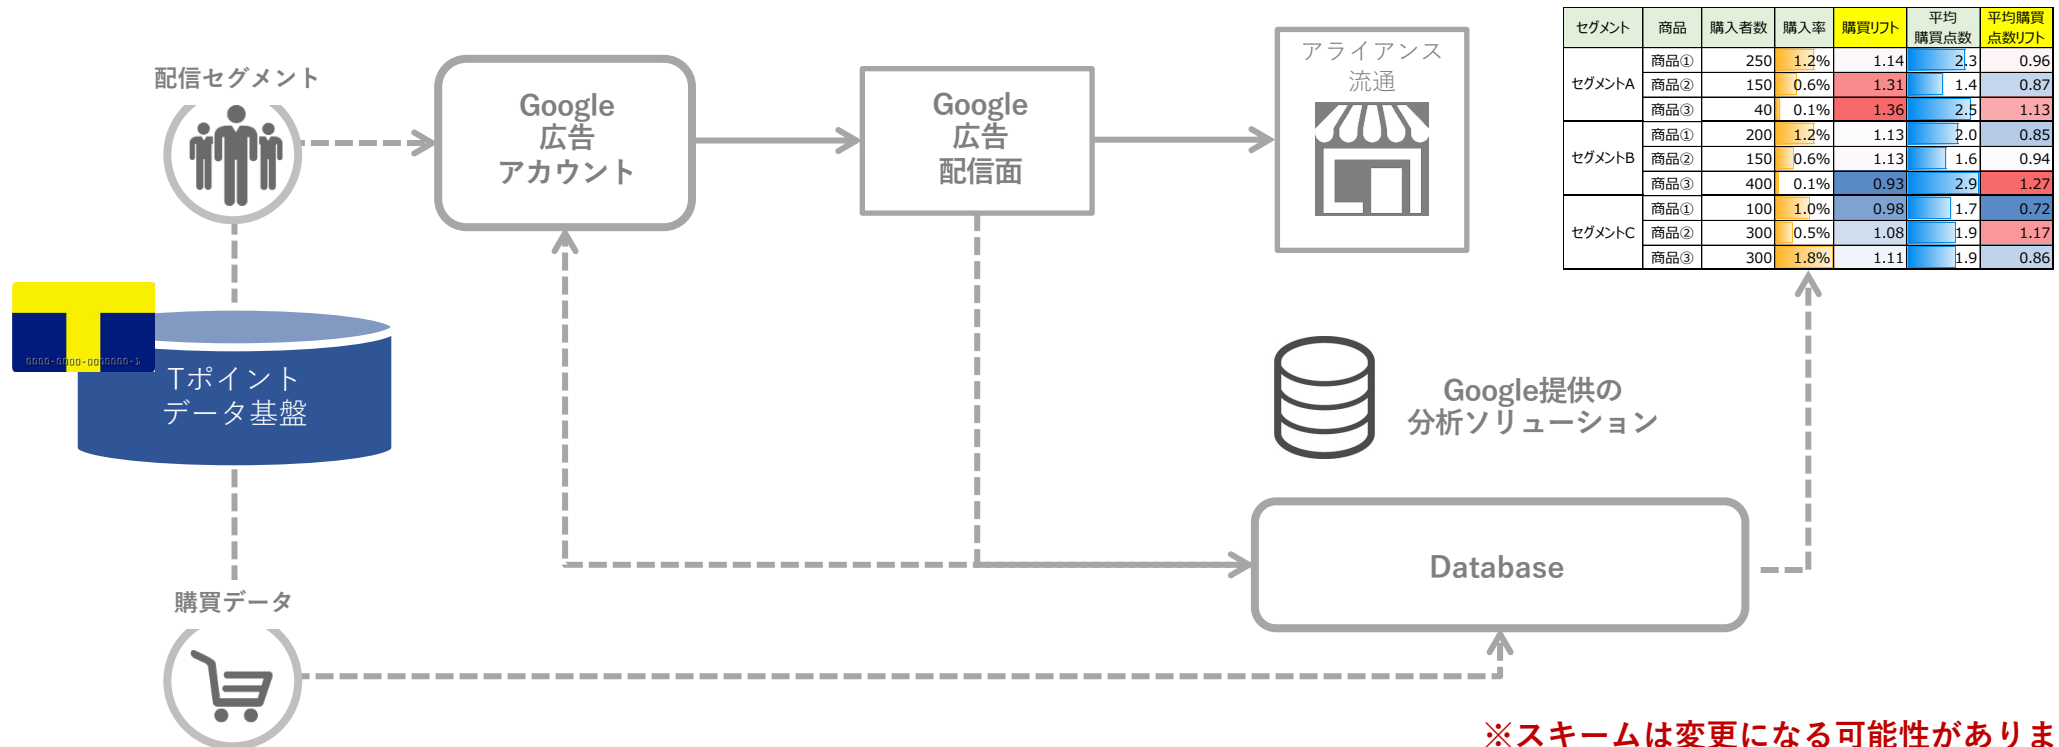 配信セグメント
Google
広告
アカウント
Google
広告
配信面
アライアンス
流通
セグメント 商品 購入者数 購入率 購買リフト 平均購買点数 平均購買点数リフト
セグメントA 商品① 250 1.2% 1.14 2.3 0.96
商品② 150 0.6% 1.31 1.4 0.87
商品③ 40 0.1% 1.36 2.5 1.13
セグメントB 商品① 200 1.2% 1.13 2.0 0.85
商品② 150 0.6% 1.13 1.6 0.94
商品③ 400 0.1% 0.93 2.9 1.27
セグメントC 商品① 100 1.0% 0.98 1.7 0.72
商品② 300 0.5% 1.08 1.9 1.17
商品③ 300 1.8% 1.11 1.9 0.86
Tポイント
データ基盤
Google提供の
分析ソリューション
Database
購買データ
※スキームは変更になる可能性がありま